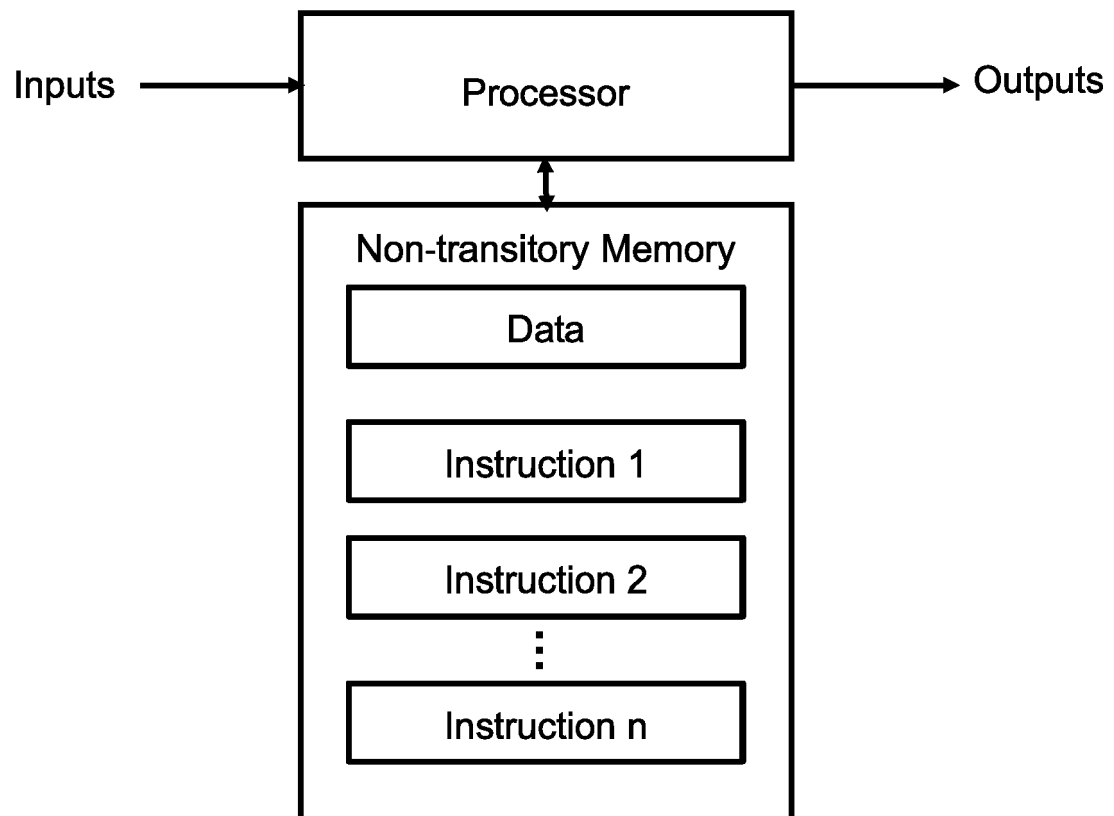 Inputs
Processor
Outputs
Non-transitory Memory
Data
Instruction 1
Instruction 2
Instruction n